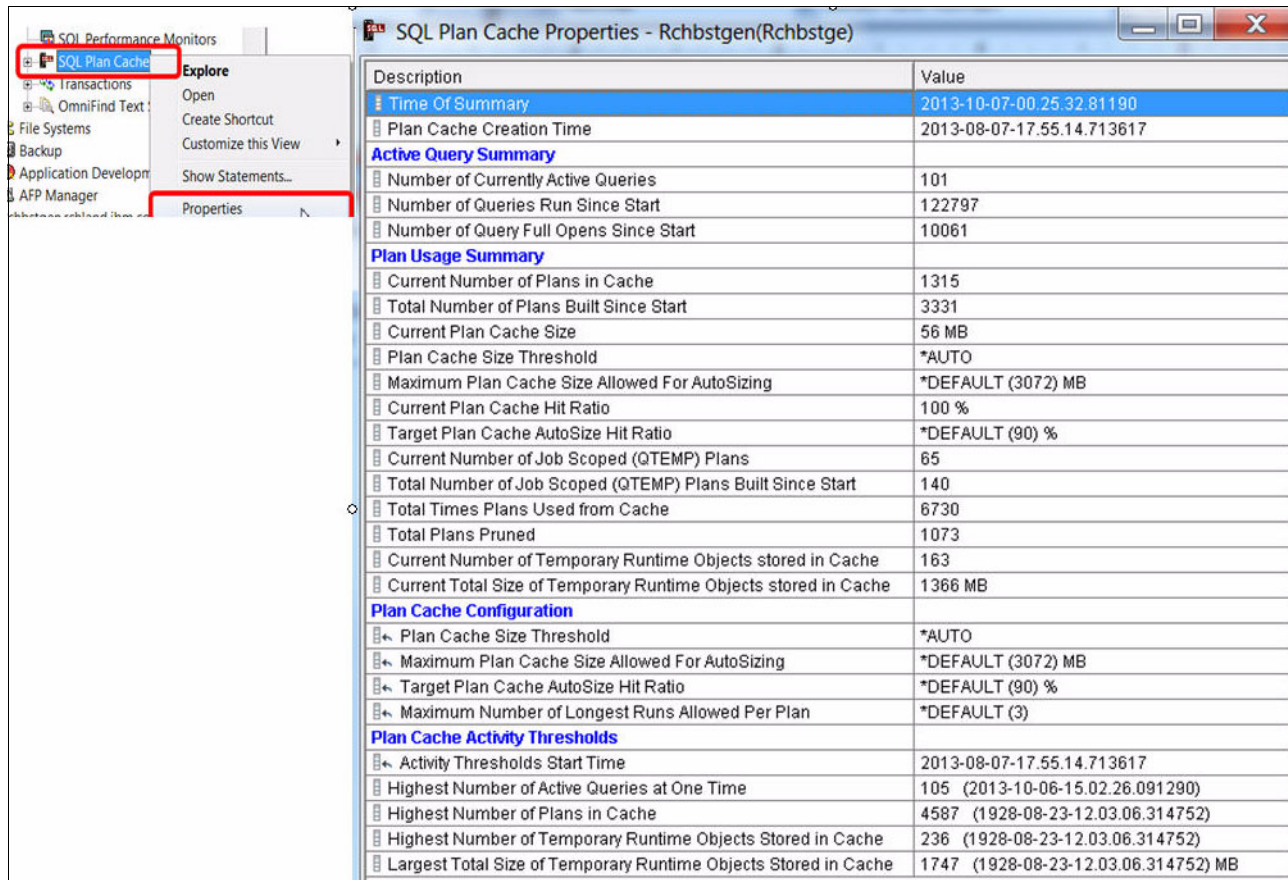 SQL Performance Monitors
SQL Plan Cache
Transactions
OmniFind Text
File Systems
Backup
Application Developm
AFP Manager
Explore
Open
Create Shortcut
Customize this View
Show Statements...
Properties
SQL Plan Cache Properties - Rchbstgen(Rchbstge)
Description Value
Time Of Summary 2013-10-07-00.25.32.81190
Plan Cache Creation Time 2013-08-07-17.55.14.713617
Active Query Summary
Number of Currently Active Queries 101
Number of Queries Run Since Start 122797
Number of Query Full Opens Since Start 10061
Plan Usage Summary
Current Number of Plans in Cache 1315
Total Number of Plans Built Since Start 3331
Current Plan Cache Size 56 MB
Plan Cache Size Threshold *AUTO
Maximum Plan Cache Size Allowed For AutoSizing *DEFAULT (3072) MB
Current Plan Cache Hit Ratio 100 %
Target Plan Cache AutoSize Hit Ratio *DEFAULT (90) %
Current Number of Job Scoped (QTEMP) Plans 65
Total Number of Job Scoped (QTEMP) Plans Built Since Start 140
Total Times Plans Used from Cache 6730
Total Plans Pruned 1073
Current Number of Temporary Runtime Objects stored in Cache 163
Current Total Size of Temporary Runtime Objects stored in Cache 1366 MB
Plan Cache Configuration
Plan Cache Size Threshold *AUTO
Maximum Plan Cache Size Allowed For AutoSizing *DEFAULT (3072) MB
Target Plan Cache AutoSize Hit Ratio *DEFAULT (90) %
Maximum Number of Longest Runs Allowed Per Plan *DEFAULT (3)
Plan Cache Activity Thresholds
Activity Thresholds Start Time 2013-08-07-17.55.14.713617
Highest Number of Active Queries at One Time 105 (2013-10-06-15.02.26.091290)
Highest Number of Plans in Cache 4587 (1928-08-23-12.03.06.314752)
Highest Number of Temporary Runtime Objects Stored in Cache 236 (1928-08-23-12.03.06.314752)
Largest Total Size of Temporary Runtime Objects Stored in Cache 1747 (1928-08-23-12.03.06.314752) MB